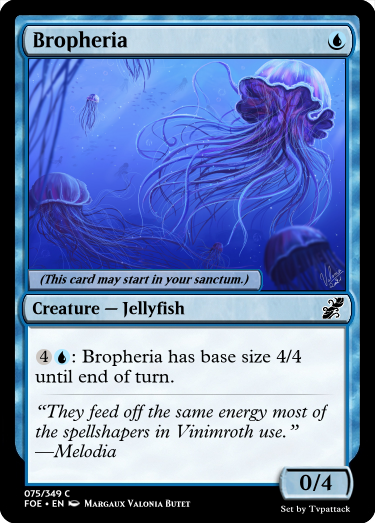 Bropheria
(This card may start in your sanctum.)
Creature — Jellyfish
4: Bropheria has base size 4/4
until end of turn.
“They feed off the same energy most of
the spellshapers in Vinimroth use.”
—Melodia
0/4
075/349 C
FOE • EN MARGAUX VALONIA BUTET
Set by Tvpattack